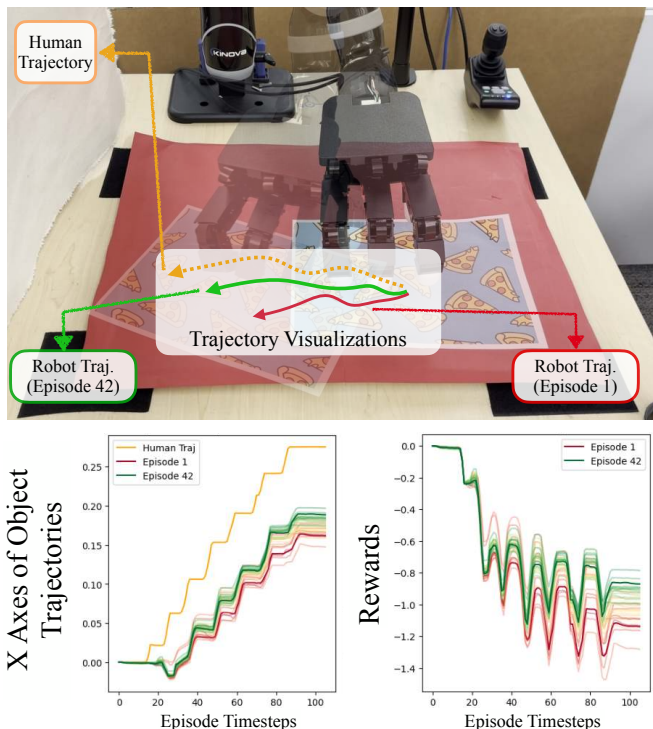 Human
Trajectory
KINOVA
Trajectory Visualizations
Robot Traj.
(Episode 42)
Robot Traj.
(Episode 1)
X Axes of Object
Trajectories
Human Traj
Episode 1
Episode 42
0.25
0.20
0.15
0.10
0.05
0.00
0 20 40 60 80 100
Episode Timesteps
Rewards
Episode 1
Episode 42
0.0
−0.2
−0.4
−0.6
−0.8
−1.0
−1.2
−1.4
0 20 40 60 80 100
Episode Timesteps